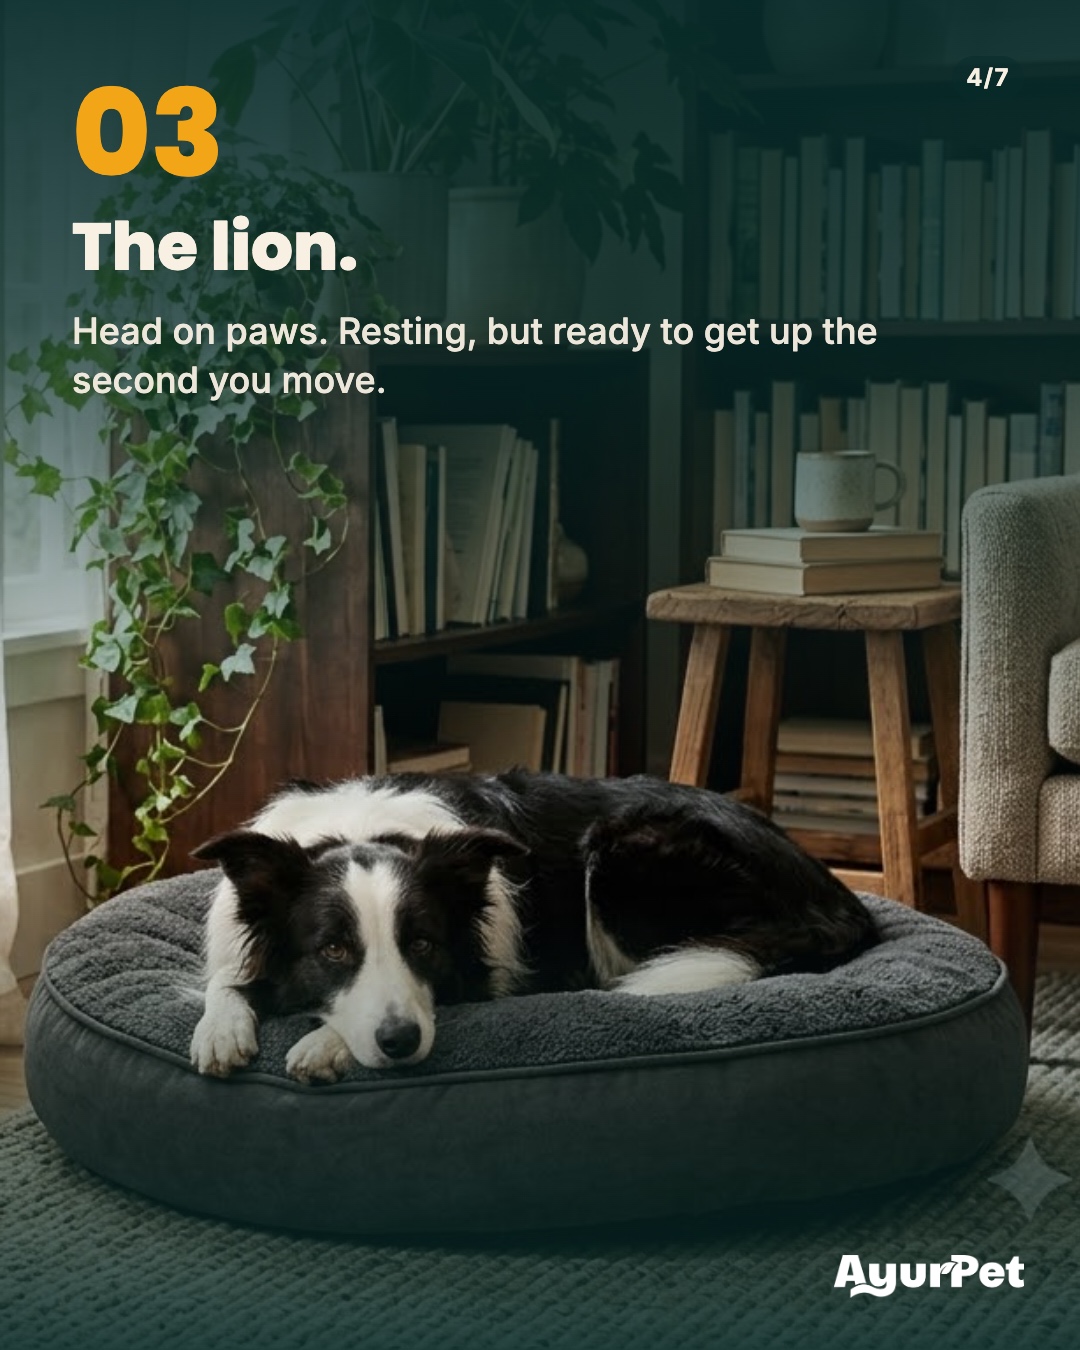 4/7
03
The lion.
Head on paws. Resting, but ready to get up the
second you move.
AyurPet